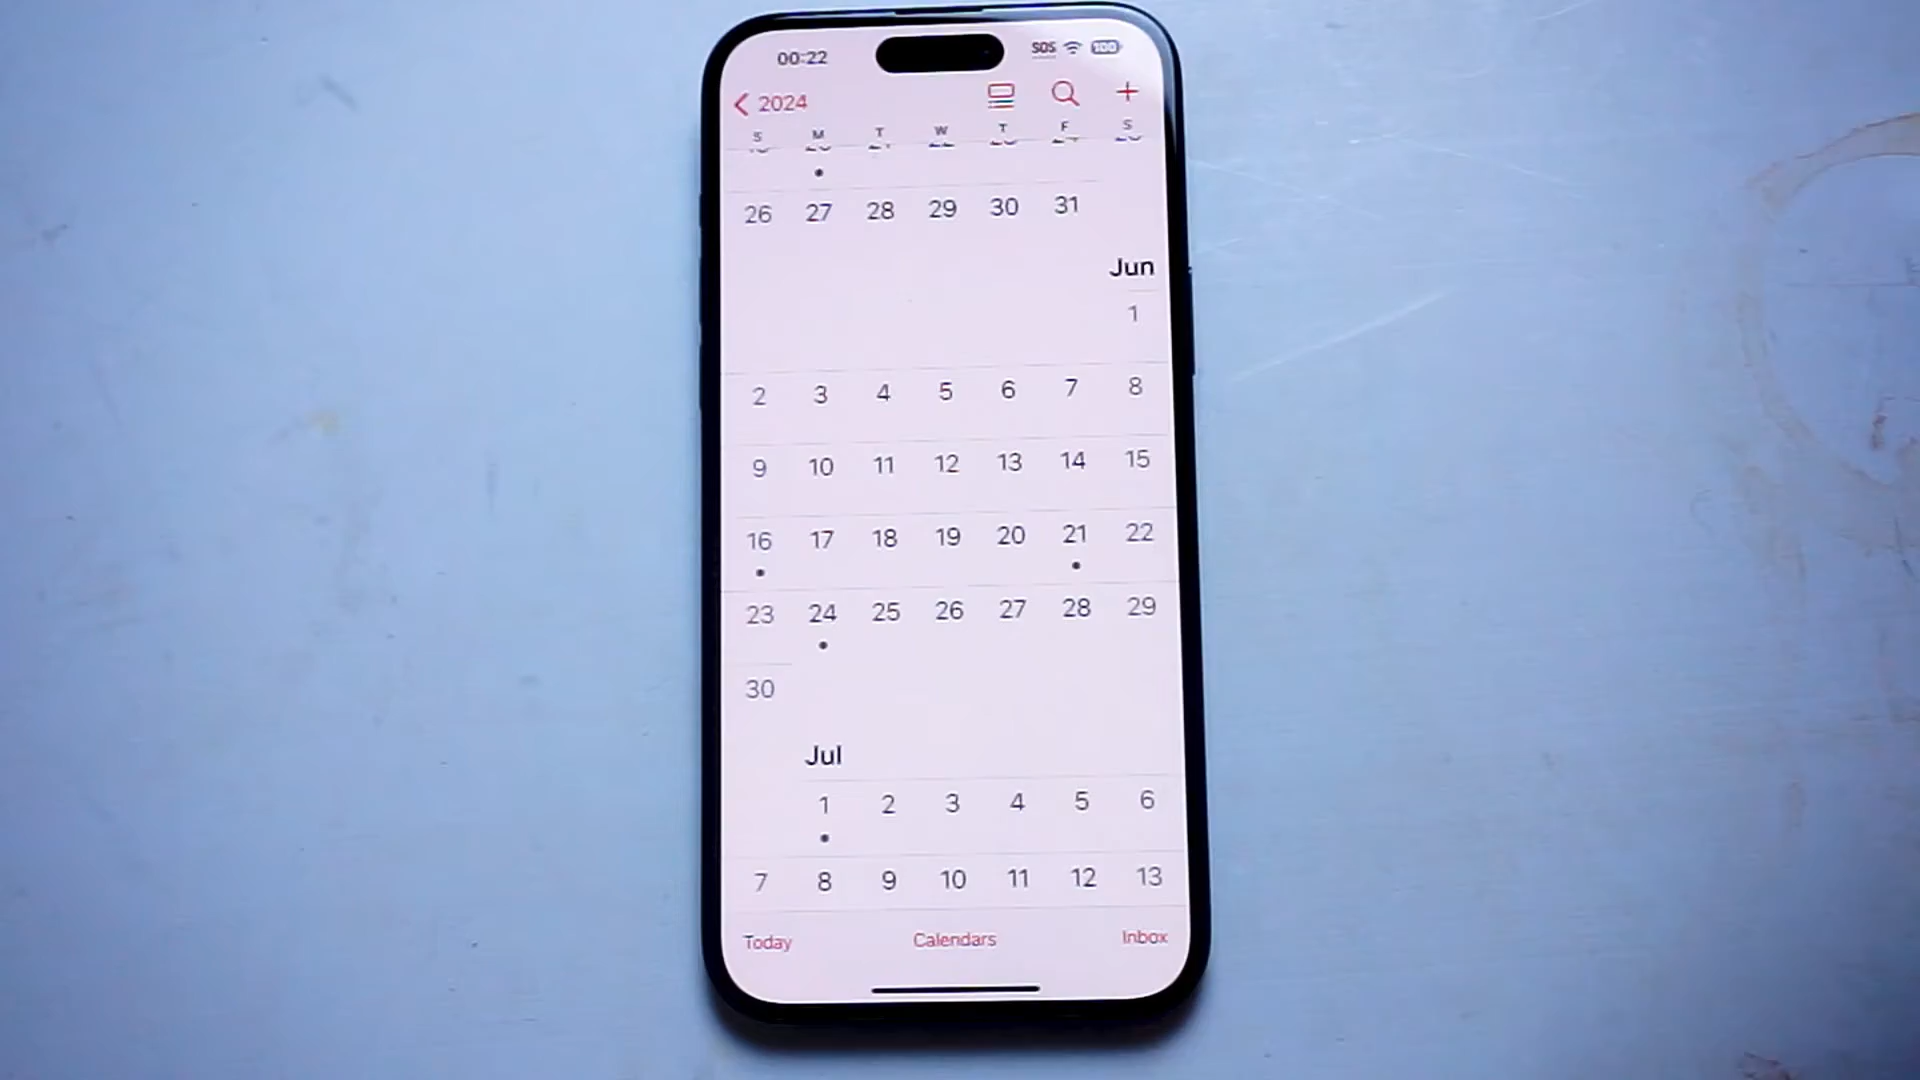 00:22 SOS 100
2024
S M T W T F S
26 27 28 29 30 31
Jun
1
2 3 4 5 6 7 8
9 10 11 12 13 14 15
16 17 18 19 20 21 22
23 24 25 26 27 28 29
30
Jul
1 2 3 4 5 6
7 8 9 10 11 12 13
Today Calendars Inbox